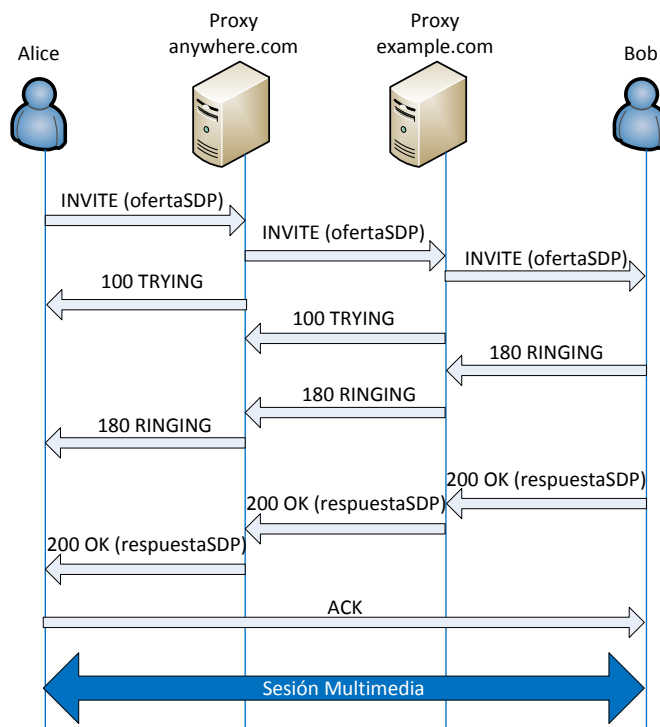 Proxy
anywhere.com
Proxy
example.com
Alice
Bob
INVITE (ofertaSDP)
INVITE (ofertaSDP)
INVITE (ofertaSDP)
100 TRYING
100 TRYING
180 RINGING
180 RINGING
180 RINGING
200 OK (respuestaSDP)
200 OK (respuestaSDP)
200 OK (respuestaSDP)
ACK
Sesión Multimedia